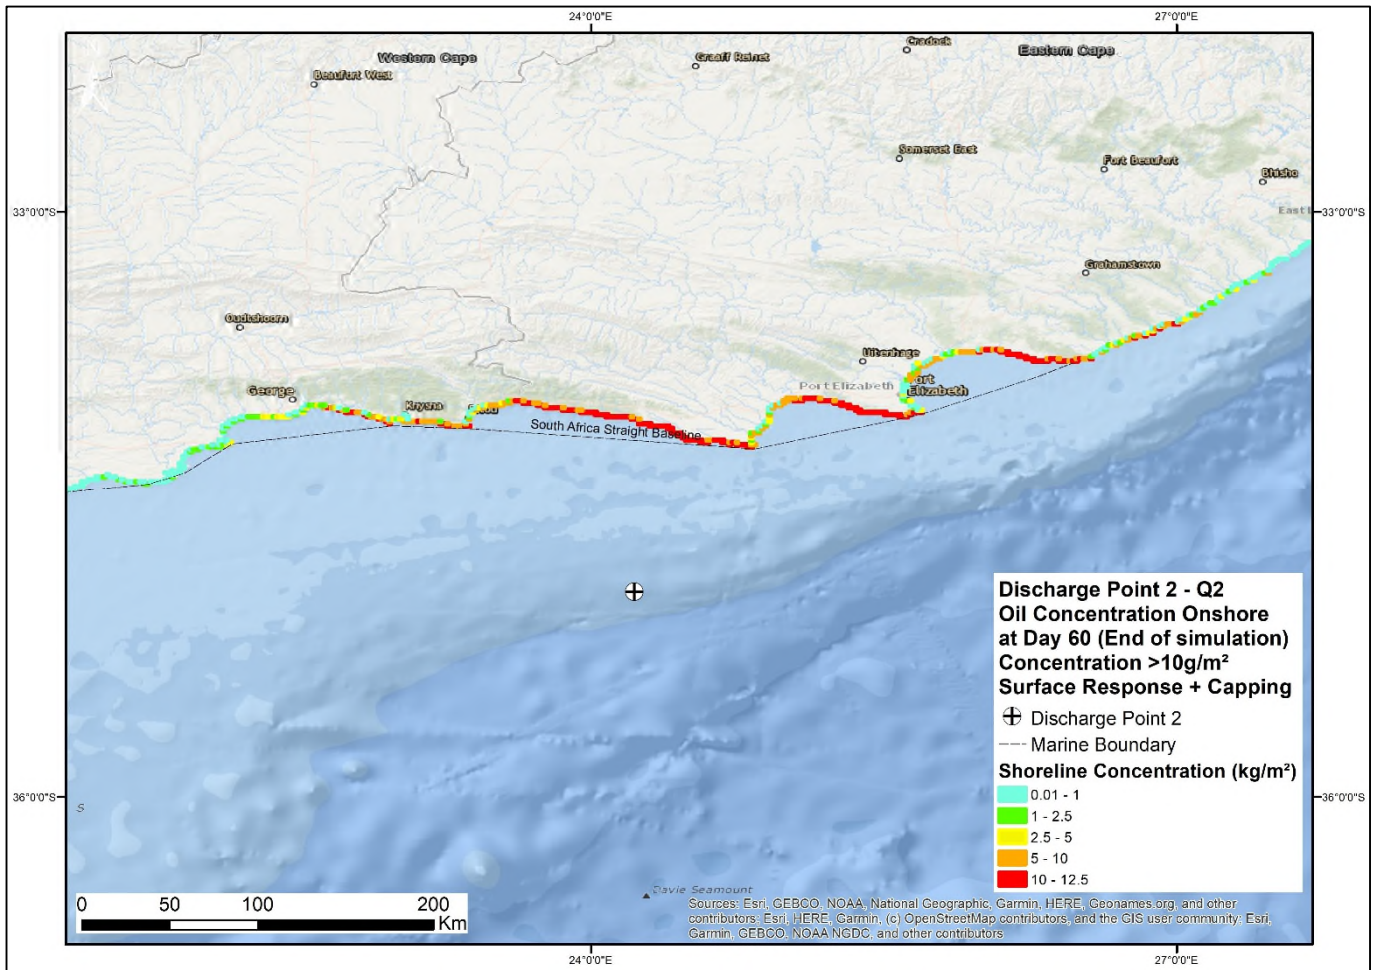 24°0'0"E
27°0'0"E
Western Cape
Graaff Reinet
Cradock
Eastern Cape
Beaufort West
Somerset East
Fort Beaufort
Bhisho
33°0'0"S
33°0'0"S
East L
Grahamstown
Oudtshoorn
Uitenhage
George
Port Elizabeth
Port
Elizabeth
Knysna
South Africa Straight Baseline
Discharge Point 2 - Q2
Oil Concentration Onshore
at Day 60 (End of simulation)
Concentration >10g/m²
Surface Response + Capping
Discharge Point 2
Marine Boundary
Shoreline Concentration (kg/m²)
0.01 - 1
1 - 2.5
2.5 - 5
5 - 10
10 - 12.5
36°0'0"S
S
36°0'0"S
Davie Seamount
0 50 100 200
Km
Sources: Esri, GEBCO, NOAA, National Geographic, Garmin, HERE, Geonames.org, and other
contributors: Esri, HERE, Garmin, (c) OpenStreetMap contributors, and the GIS user community: Esri,
Garmin, GEBCO, NOAA NGDC, and other contributors
24°0'0"E
27°0'0"E